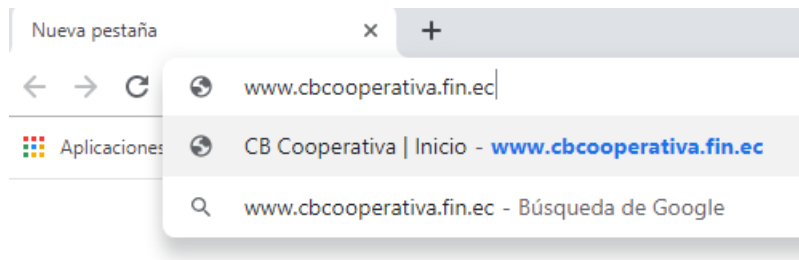 Nueva pestaña
www.cbcooperativa.fin.ec
Aplicaciones
CB Cooperativa | Inicio - www.cbcooperativa.fin.ec
www.cbcooperativa.fin.ec - Búsqueda de Google